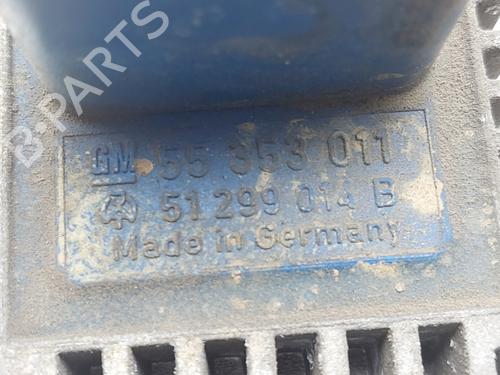 B-PARTS
GM 55 353 011
51 299 014 B
Made in Germany